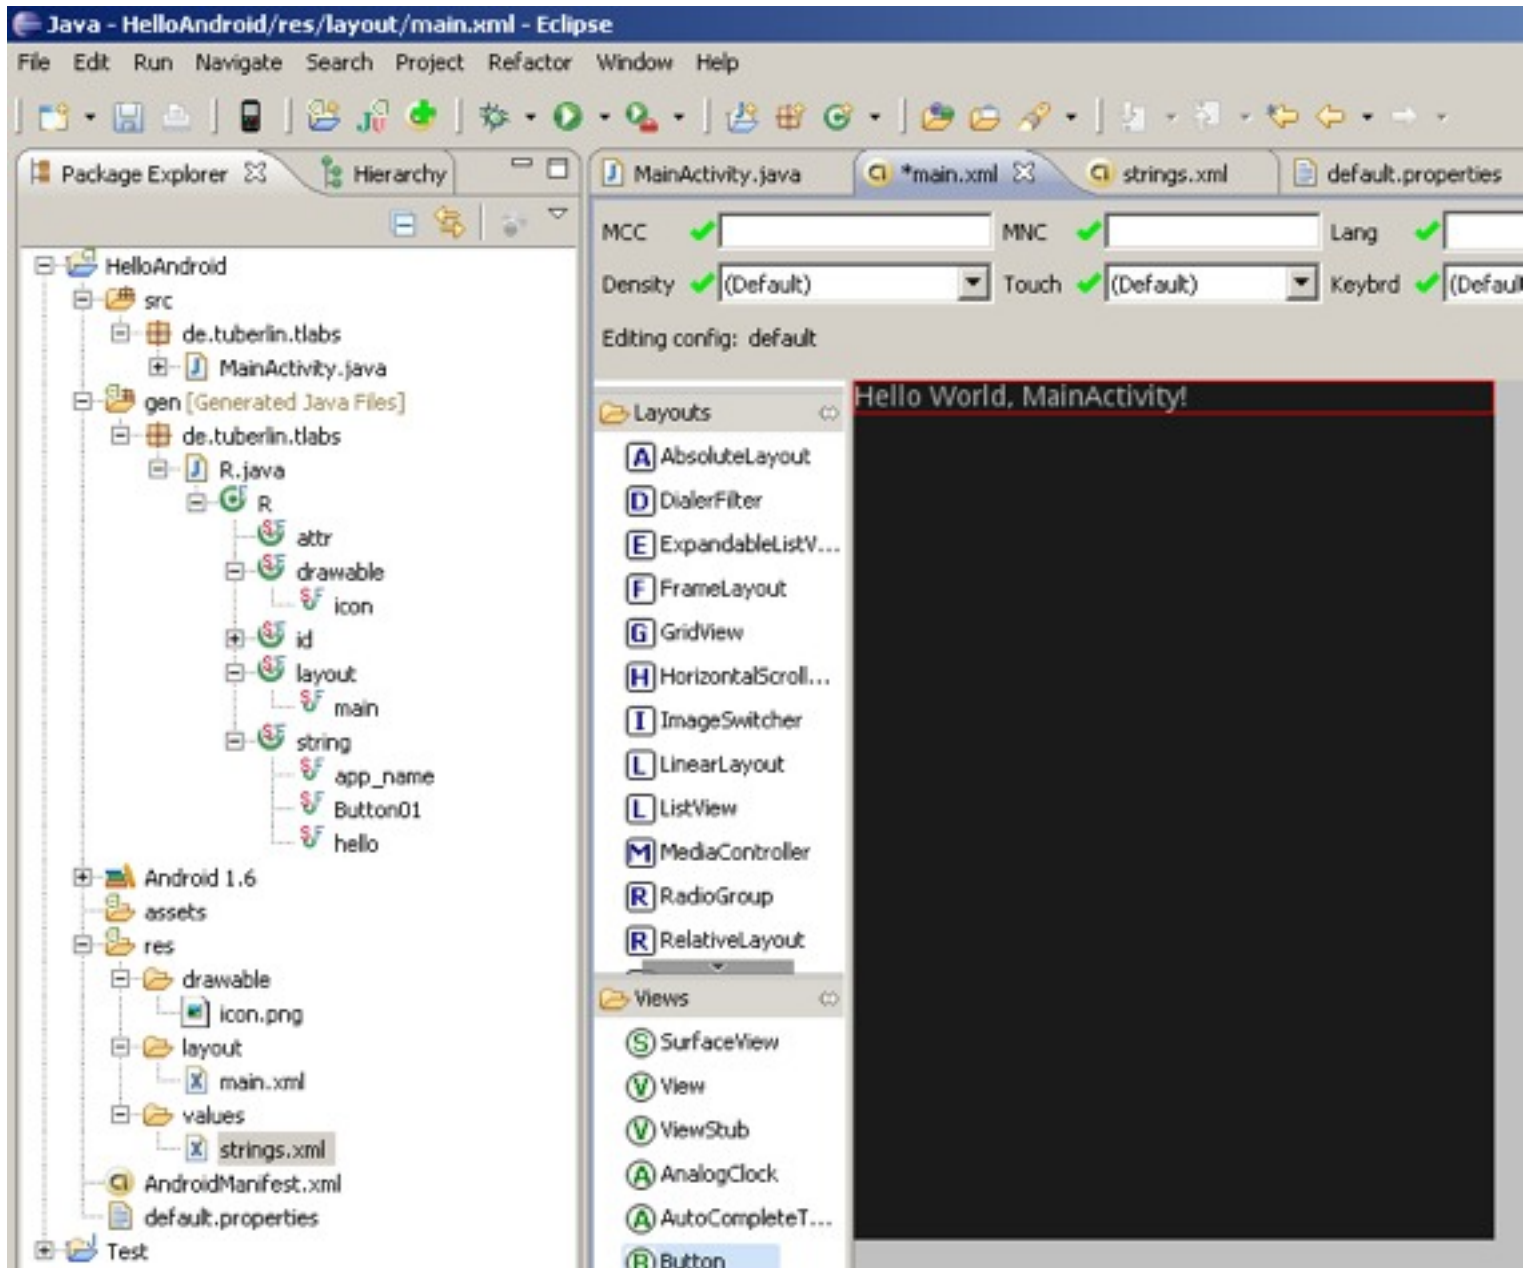 Java - HelloAndroid/res/layout/main.xml - Eclipse
File Edit Run Navigate Search Project Refactor Window Help
Package Explorer Hierarchy
MainActivity.java *main.xml strings.xml default.properties
MCC MNC Lang
Density (Default) Touch (Default) Keybrd (Defaul
Editing config: default
HelloAndroid
src
de.tuberlin.tlabs
MainActivity.java
gen [Generated Java Files]
de.tuberlin.tlabs
R.java
R
attr
drawable
icon
id
layout
main
string
app_name
Button01
hello
Android 1.6
assets
res
drawable
icon.png
layout
main.xml
values
strings.xml
AndroidManifest.xml
default.properties
Test
Layouts
AbsoluteLayout
DialerFilter
ExpandableListV...
FrameLayout
GridView
HorizontalScroll...
ImageSwitcher
LinearLayout
ListView
MediaController
RadioGroup
RelativeLayout
Views
SurfaceView
View
ViewStub
AnalogClock
AutoCompleteT...
Button
Hello World, MainActivity!